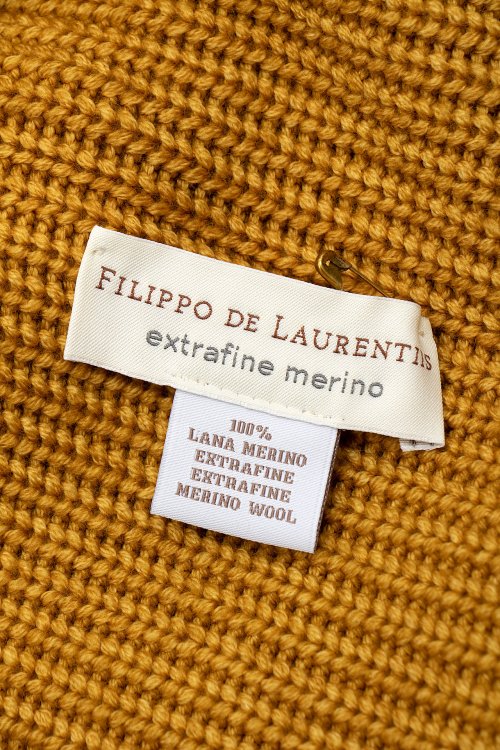 FILIPPO DE LAURENTIIS
extrafine merino
100%
LANA MERINO
EXTRAFINE
EXTRAFINE
MERINO WOOL